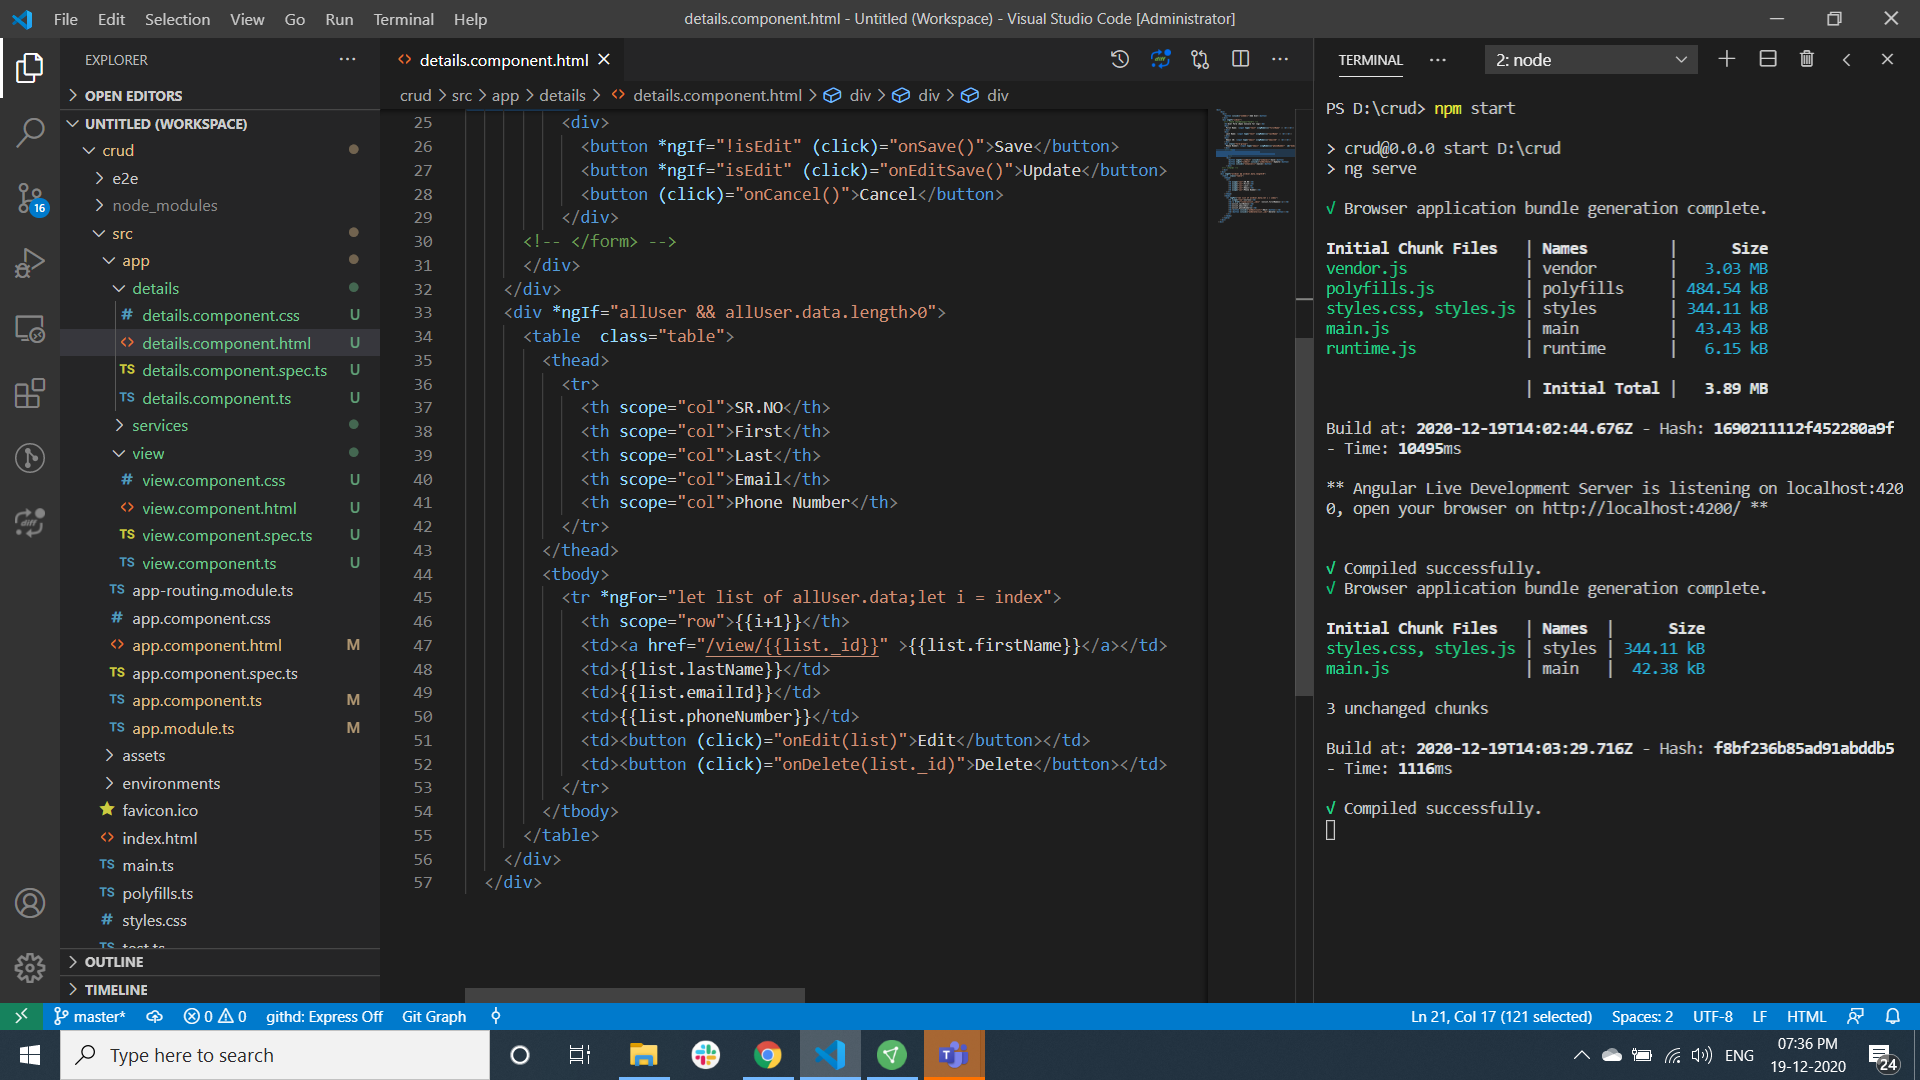 File Edit Selection View Go Run Terminal Help
details.component.html - Untitled (Workspace) - Visual Studio Code [Administrator]
EXPLORER
OPEN EDITORS
UNTITLED (WORKSPACE)
crud
e2e
node_modules
src
app
details
# details.component.css U
<> details.component.html U
TS details.component.spec.ts U
TS details.component.ts U
services
view
# view.component.css U
<> view.component.html U
TS view.component.spec.ts U
TS view.component.ts U
TS app-routing.module.ts
# app.component.css
<> app.component.html M
TS app.component.spec.ts
TS app.component.ts M
TS app.module.ts M
assets
environments
favicon.ico
<> index.html
TS main.ts
TS polyfills.ts
# styles.css
TS test.ts
OUTLINE
TIMELINE
16
<> details.component.html
crud > src > app > details > <> details.component.html > div > div > div
25 <div>
26 <button *ngIf="!isEdit" (click)="onSave()">Save</button>
27 <button *ngIf="isEdit" (click)="onEditSave()">Update</button>
28 <button (click)="onCancel()">Cancel</button>
29 </div>
30 <!-- </form> -->
31 </div>
32 </div>
33 <div *ngIf="allUser && allUser.data.length>0">
34 <table  class="table">
35 <thead>
36 <tr>
37 <th scope="col">SR.NO</th>
38 <th scope="col">First</th>
39 <th scope="col">Last</th>
40 <th scope="col">Email</th>
41 <th scope="col">Phone Number</th>
42 </tr>
43 </thead>
44 <tbody>
45 <tr *ngFor="let list of allUser.data;let i = index">
46 <th scope="row">{{i+1}}</th>
47 <td><a href="/view/{{list._id}}" >{{list.firstName}}</a></td>
48 <td>{{list.lastName}}</td>
49 <td>{{list.emailId}}</td>
50 <td>{{list.phoneNumber}}</td>
51 <td><button (click)="onEdit(list)">Edit</button></td>
52 <td><button (click)="onDelete(list._id)">Delete</button></td>
53 </tr>
54 </tbody>
55 </table>
56 </div>
57 </div>
TERMINAL
2: node
PS D:\crud> npm start
> crud@0.0.0 start D:\crud
> ng serve
√ Browser application bundle generation complete.
Initial Chunk Files | Names | Size
vendor.js | vendor | 3.03 MB
polyfills.js | polyfills | 484.54 kB
styles.css, styles.js | styles | 344.11 kB
main.js | main | 43.43 kB
runtime.js | runtime | 6.15 kB
| Initial Total | 3.89 MB
Build at: 2020-12-19T14:02:44.676Z - Hash: 1690211112f452280a9f
- Time: 10495ms
** Angular Live Development Server is listening on localhost:420
0, open your browser on http://localhost:4200/ **
√ Compiled successfully.
√ Browser application bundle generation complete.
Initial Chunk Files | Names | Size
styles.css, styles.js | styles | 344.11 kB
main.js | main | 42.38 kB
3 unchanged chunks
Build at: 2020-12-19T14:03:29.716Z - Hash: f8bf236b85ad91abddb5
- Time: 1116ms
√ Compiled successfully.
master* 0 0 githd: Express Off Git Graph
Ln 21, Col 17 (121 selected) Spaces: 2 UTF-8 LF HTML
Type here to search
ENG
07:36 PM
19-12-2020
24